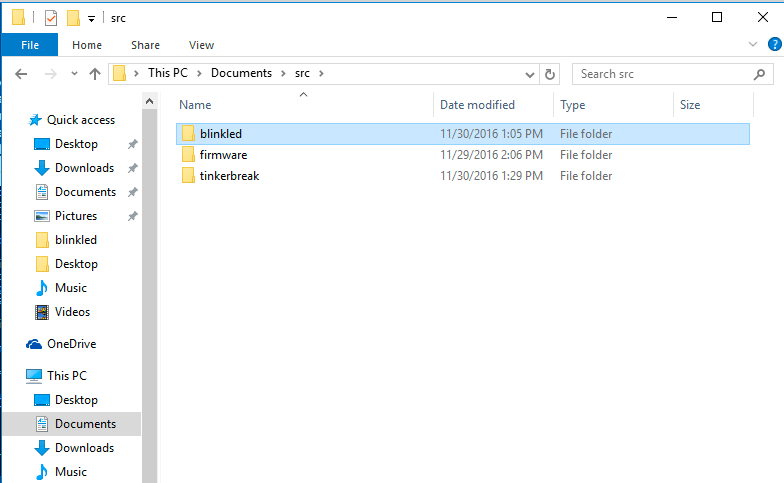 src
File Home Share View
This PC Documents src
Search src
Name Date modified Type Size
blinkled 11/30/2016 1:05 PM File folder
firmware 11/29/2016 2:06 PM File folder
tinkerbreak 11/30/2016 1:29 PM File folder
Quick access
Desktop
Downloads
Documents
Pictures
blinkled
Desktop
Music
Videos
OneDrive
This PC
Desktop
Documents
Downloads
Music